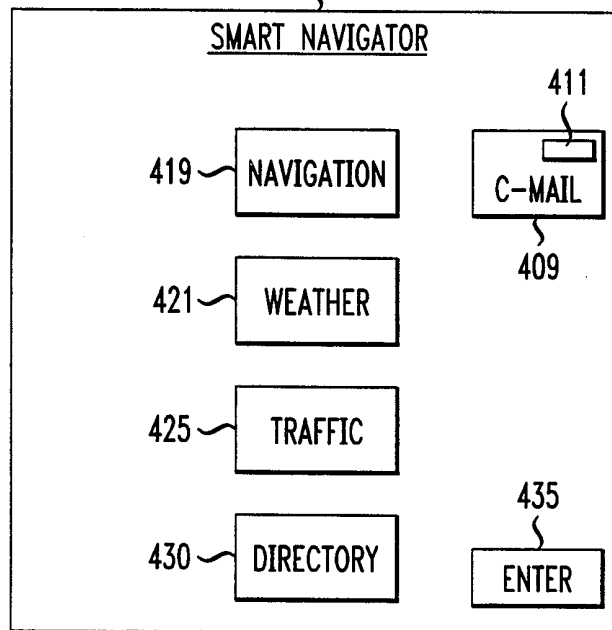 SMART NAVIGATOR
411
419 NAVIGATION C-MAIL
409
421 WEATHER
425 TRAFFIC
435
430 DIRECTORY ENTER